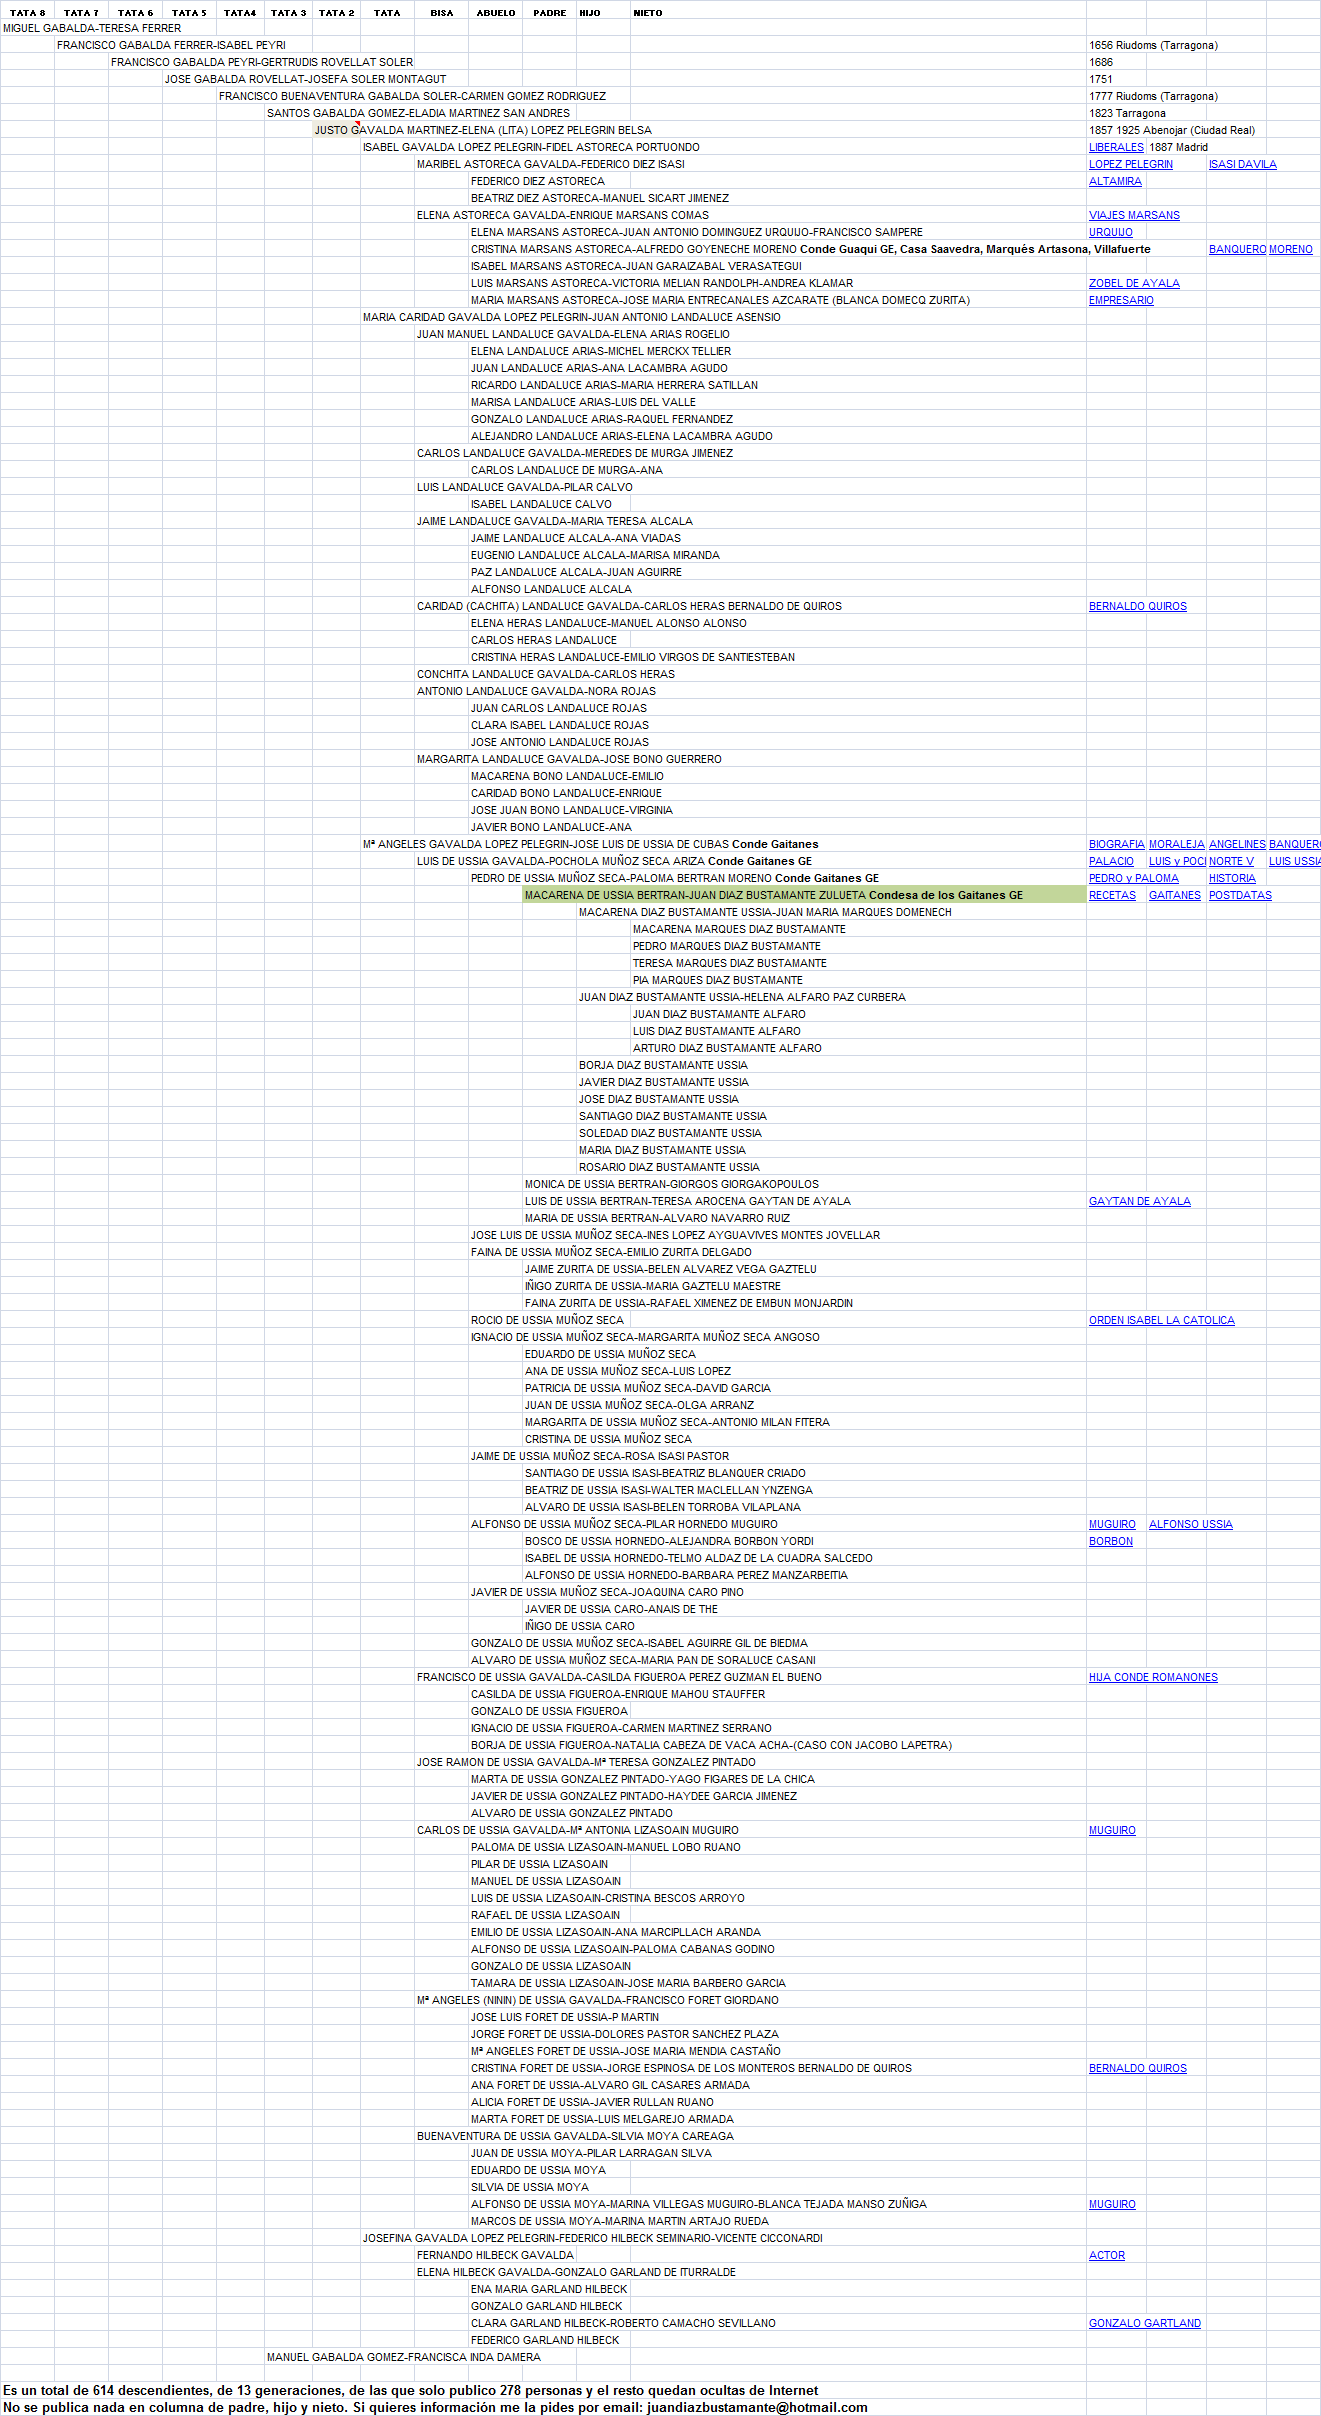 TATA 8 TATA 7 TATA 6 TATA 5 TATA4 TATA 3 TATA 2 TATA BISA ABUELO PADRE HIJO NIETO
MIGUEL GABALDA-TERESA FERRER
FRANCISCO GABALDA FERRER-ISABEL PEYRI 1656 Riudoms (Tarragona)
FRANCISCO GABALDA PEYRI-GERTRUDIS ROVELLAT SOLER 1686
JOSE GABALDA ROVELLAT-JOSEFA SOLER MONTAGUT 1751
FRANCISCO BUENAVENTURA GABALDA SOLER-CARMEN GOMEZ RODRIGUEZ 1777 Riudoms (Tarragona)
SANTOS GABALDA GOMEZ-ELADIA MARTINEZ SAN ANDRES 1823 Tarragona
JUSTO GAVALDA MARTINEZ-ELENA (LITA) LOPEZ PELEGRIN BELSA 1857 1925 Abenojar (Ciudad Real)
ISABEL GAVALDA LOPEZ PELEGRIN-FIDEL ASTORECA PORTUONDO LIBERALES 1887 Madrid
MARIBEL ASTORECA GAVALDA-FEDERICO DIEZ ISASI LOPEZ PELEGRIN ISASI DAVILA
FEDERICO DIEZ ASTORECA ALTAMIRA
BEATRIZ DIEZ ASTORECA-MANUEL SICART JIMENEZ
ELENA ASTORECA GAVALDA-ENRIQUE MARSANS COMAS VIAJES MARSANS
ELENA MARSANS ASTORECA-JUAN ANTONIO DOMINGUEZ URQUIJO-FRANCISCO SAMPERE URQUIJO
CRISTINA MARSANS ASTORECA-ALFREDO GOYENECHE MORENO Conde Guaqui GE, Casa Saavedra, Marqués Artasona, Villafuerte BANQUERO MORENO
ISABEL MARSANS ASTORECA-JUAN GARAIZABAL VERASATEGUI
LUIS MARSANS ASTORECA-VICTORIA MELIAN RANDOLPH-ANDREA KLAMAR ZOBEL DE AYALA
MARIA MARSANS ASTORECA-JOSE MARIA ENTRECANALES AZCARATE (BLANCA DOMECQ ZURITA) EMPRESARIO
MARIA CARIDAD GAVALDA LOPEZ PELEGRIN-JUAN ANTONIO LANDALUCE ASENSIO
JUAN MANUEL LANDALUCE GAVALDA-ELENA ARIAS ROGELIO
ELENA LANDALUCE ARIAS-MICHEL MERCKX TELLIER
JUAN LANDALUCE ARIAS-ANA LACAMBRA AGUDO
RICARDO LANDALUCE ARIAS-MARIA HERRERA SATILLAN
MARISA LANDALUCE ARIAS-LUIS DEL VALLE
GONZALO LANDALUCE ARIAS-RAQUEL FERNANDEZ
ALEJANDRO LANDALUCE ARIAS-ELENA LACAMBRA AGUDO
CARLOS LANDALUCE GAVALDA-MEREDES DE MURGA JIMENEZ
CARLOS LANDALUCE DE MURGA-ANA
LUIS LANDALUCE GAVALDA-PILAR CALVO
ISABEL LANDALUCE CALVO
JAIME LANDALUCE GAVALDA-MARIA TERESA ALCALA
JAIME LANDALUCE ALCALA-ANA VIADAS
EUGENIO LANDALUCE ALCALA-MARISA MIRANDA
PAZ LANDALUCE ALCALA-JUAN AGUIRRE
ALFONSO LANDALUCE ALCALA
CARIDAD (CACHITA) LANDALUCE GAVALDA-CARLOS HERAS BERNALDO DE QUIROS BERNALDO QUIROS
ELENA HERAS LANDALUCE-MANUEL ALONSO ALONSO
CARLOS HERAS LANDALUCE
CRISTINA HERAS LANDALUCE-EMILIO VIRGOS DE SANTIESTEBAN
CONCHITA LANDALUCE GAVALDA-CARLOS HERAS
ANTONIO LANDALUCE GAVALDA-NORA ROJAS
JUAN CARLOS LANDALUCE ROJAS
CLARA ISABEL LANDALUCE ROJAS
JOSE ANTONIO LANDALUCE ROJAS
MARGARITA LANDALUCE GAVALDA-JOSE BONO GUERRERO
MACARENA BONO LANDALUCE-EMILIO
CARIDAD BONO LANDALUCE-ENRIQUE
JOSE JUAN BONO LANDALUCE-VIRGINIA
JAVIER BONO LANDALUCE-ANA
Mª ANGELES GAVALDA LOPEZ PELEGRIN-JOSE LUIS DE USSIA DE CUBAS Conde Gaitanes BIOGRAFIA MORALEJA ANGELINES BANQUERO
LUIS DE USSIA GAVALDA-POCHOLA MUÑOZ SECA ARIZA Conde Gaitanes GE PALACIO LUIS y POCI NORTE V LUIS USSIA
PEDRO DE USSIA MUÑOZ SECA-PALOMA BERTRAN MORENO Conde Gaitanes GE PEDRO y PALOMA HISTORIA
MACARENA DE USSIA BERTRAN-JUAN DIAZ BUSTAMANTE ZULUETA Condesa de los Gaitanes GE RECETAS GAITANES POSTDATAS
MACARENA DIAZ BUSTAMANTE USSIA-JUAN MARIA MARQUES DOMENECH
MACARENA MARQUES DIAZ BUSTAMANTE
PEDRO MARQUES DIAZ BUSTAMANTE
TERESA MARQUES DIAZ BUSTAMANTE
PIA MARQUES DIAZ BUSTAMANTE
JUAN DIAZ BUSTAMANTE USSIA-HELENA ALFARO PAZ CURBERA
JUAN DIAZ BUSTAMANTE ALFARO
LUIS DIAZ BUSTAMANTE ALFARO
ARTURO DIAZ BUSTAMANTE ALFARO
BORJA DIAZ BUSTAMANTE USSIA
JAVIER DIAZ BUSTAMANTE USSIA
JOSE DIAZ BUSTAMANTE USSIA
SANTIAGO DIAZ BUSTAMANTE USSIA
SOLEDAD DIAZ BUSTAMANTE USSIA
MARIA DIAZ BUSTAMANTE USSIA
ROSARIO DIAZ BUSTAMANTE USSIA
MONICA DE USSIA BERTRAN-GIORGOS GIORGAKOPOULOS
LUIS DE USSIA BERTRAN-TERESA AROCENA GAYTAN DE AYALA GAYTAN DE AYALA
MARIA DE USSIA BERTRAN-ALVARO NAVARRO RUIZ
JOSE LUIS DE USSIA MUÑOZ SECA-INES LOPEZ AYGUAVIVES MONTES JOVELLAR
FAINA DE USSIA MUÑOZ SECA-EMILIO ZURITA DELGADO
JAIME ZURITA DE USSIA-BELEN ALVAREZ VEGA GAZTELU
IÑIGO ZURITA DE USSIA-MARIA GAZTELU MAESTRE
FAINA ZURITA DE USSIA-RAFAEL XIMENEZ DE EMBUN MONJARDIN
ROCIO DE USSIA MUÑOZ SECA ORDEN ISABEL LA CATOLICA
IGNACIO DE USSIA MUÑOZ SECA-MARGARITA MUÑOZ SECA ANGOSO
EDUARDO DE USSIA MUÑOZ SECA
ANA DE USSIA MUÑOZ SECA-LUIS LOPEZ
PATRICIA DE USSIA MUÑOZ SECA-DAVID GARCIA
JUAN DE USSIA MUÑOZ SECA-OLGA ARRANZ
MARGARITA DE USSIA MUÑOZ SECA-ANTONIO MILAN FITERA
CRISTINA DE USSIA MUÑOZ SECA
JAIME DE USSIA MUÑOZ SECA-ROSA ISASI PASTOR
SANTIAGO DE USSIA ISASI-BEATRIZ BLANQUER CRIADO
BEATRIZ DE USSIA ISASI-WALTER MACLELLAN YNZENGA
ALVARO DE USSIA ISASI-BELEN TORROBA VILAPLANA
ALFONSO DE USSIA MUÑOZ SECA-PILAR HORNEDO MUGUIRO MUGUIRO ALFONSO USSIA
BOSCO DE USSIA HORNEDO-ALEJANDRA BORBON YORDI BORBON
ISABEL DE USSIA HORNEDO-TELMO ALDAZ DE LA CUADRA SALCEDO
ALFONSO DE USSIA HORNEDO-BARBARA PEREZ MANZARBEITIA
JAVIER DE USSIA MUÑOZ SECA-JOAQUINA CARO PINO
JAVIER DE USSIA CARO-ANAIS DE THE
IÑIGO DE USSIA CARO
GONZALO DE USSIA MUÑOZ SECA-ISABEL AGUIRRE GIL DE BIEDMA
ALVARO DE USSIA MUÑOZ SECA-MARIA PAN DE SORALUCE CASANI
FRANCISCO DE USSIA GAVALDA-CASILDA FIGUEROA PEREZ GUZMAN EL BUENO HIJA CONDE ROMANONES
CASILDA DE USSIA FIGUEROA-ENRIQUE MAHOU STAUFFER
GONZALO DE USSIA FIGUEROA
IGNACIO DE USSIA FIGUEROA-CARMEN MARTINEZ SERRANO
BORJA DE USSIA FIGUEROA-NATALIA CABEZA DE VACA ACHA-(CASO CON JACOBO LAPETRA)
JOSE RAMON DE USSIA GAVALDA-Mª TERESA GONZALEZ PINTADO
MARTA DE USSIA GONZALEZ PINTADO-YAGO FIGARES DE LA CHICA
JAVIER DE USSIA GONZALEZ PINTADO-HAYDEE GARCIA JIMENEZ
ALVARO DE USSIA GONZALEZ PINTADO
CARLOS DE USSIA GAVALDA-Mª ANTONIA LIZASOAIN MUGUIRO MUGUIRO
PALOMA DE USSIA LIZASOAIN-MANUEL LOBO RUANO
PILAR DE USSIA LIZASOAIN
MANUEL DE USSIA LIZASOAIN
LUIS DE USSIA LIZASOAIN-CRISTINA BESCOS ARROYO
RAFAEL DE USSIA LIZASOAIN
EMILIO DE USSIA LIZASOAIN-ANA MARCIPLLACH ARANDA
ALFONSO DE USSIA LIZASOAIN-PALOMA CABANAS GODINO
GONZALO DE USSIA LIZASOAIN
TAMARA DE USSIA LIZASOAIN-JOSE MARIA BARBERO GARCIA
Mª ANGELES (NININ) DE USSIA GAVALDA-FRANCISCO FORET GIORDANO
JOSE LUIS FORET DE USSIA-P MARTIN
JORGE FORET DE USSIA-DOLORES PASTOR SANCHEZ PLAZA
Mª ANGELES FORET DE USSIA-JOSE MARIA MENDIA CASTAÑO
CRISTINA FORET DE USSIA-JORGE ESPINOSA DE LOS MONTEROS BERNALDO DE QUIROS BERNALDO QUIROS
ANA FORET DE USSIA-ALVARO GIL CASARES ARMADA
ALICIA FORET DE USSIA-JAVIER RULLAN RUANO
MARTA FORET DE USSIA-LUIS MELGAREJO ARMADA
BUENAVENTURA DE USSIA GAVALDA-SILVIA MOYA CAREAGA
JUAN DE USSIA MOYA-PILAR LARRAGAN SILVA
EDUARDO DE USSIA MOYA
SILVIA DE USSIA MOYA
ALFONSO DE USSIA MOYA-MARINA VILLEGAS MUGUIRO-BLANCA TEJADA MANSO ZUÑIGA MUGUIRO
MARCOS DE USSIA MOYA-MARINA MARTIN ARTAJO RUEDA
JOSEFINA GAVALDA LOPEZ PELEGRIN-FEDERICO HILBECK SEMINARIO-VICENTE CICCONARDI
FERNANDO HILBECK GAVALDA ACTOR
ELENA HILBECK GAVALDA-GONZALO GARLAND DE ITURRALDE
ENA MARIA GARLAND HILBECK
GONZALO GARLAND HILBECK
CLARA GARLAND HILBECK-ROBERTO CAMACHO SEVILLANO GONZALO GARTLAND
FEDERICO GARLAND HILBECK
MANUEL GABALDA GOMEZ-FRANCISCA INDA DAMERA
Es un total de 614 descendientes, de 13 generaciones, de las que solo publico 278 personas y el resto quedan ocultas de Internet
No se publica nada en columna de padre, hijo y nieto. Si quieres información me la pides por email: juandiazbustamante@hotmail.com